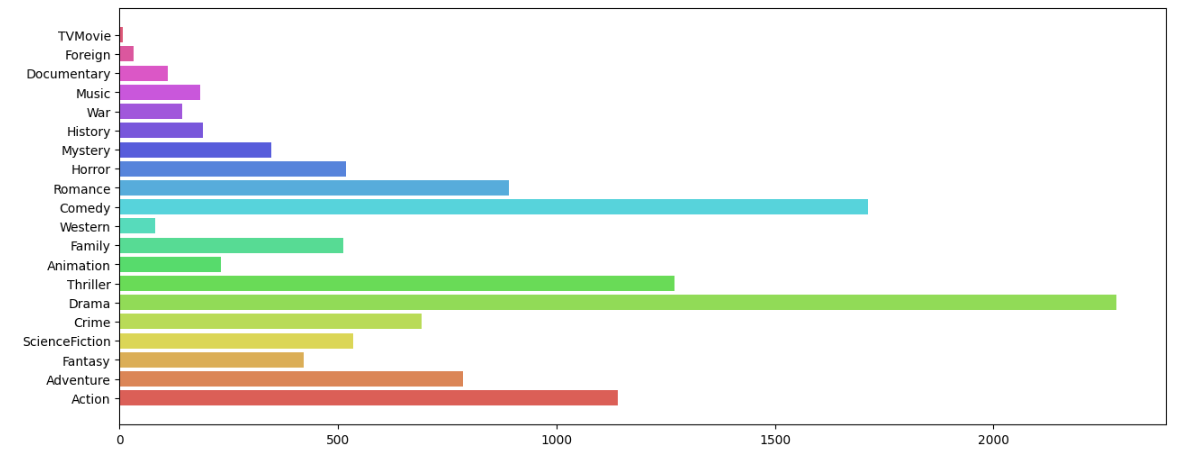 TVMovie
Foreign
Documentary
Music
War
History
Mystery
Horror
Romance
Comedy
Western
Family
Animation
Thriller
Drama
Crime
ScienceFiction
Fantasy
Adventure
Action
0 500 1000 1500 2000